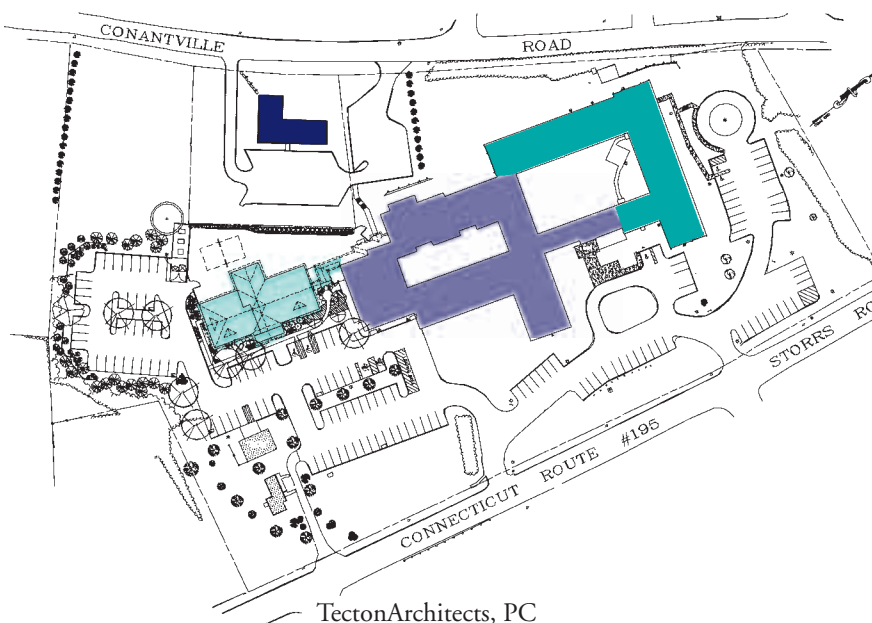 CONANTVILLE ROAD
STORRS RO
CONNECTICUT ROUTE #195
TectonArchitects, PC